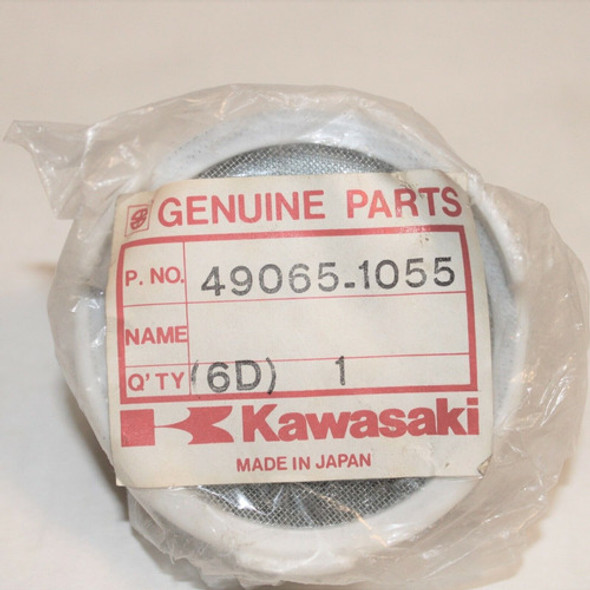 GENUINE PARTS
P. NO. 49065-1055
NAME
Q'TY (6D) 1
Kawasaki
MADE IN JAPAN